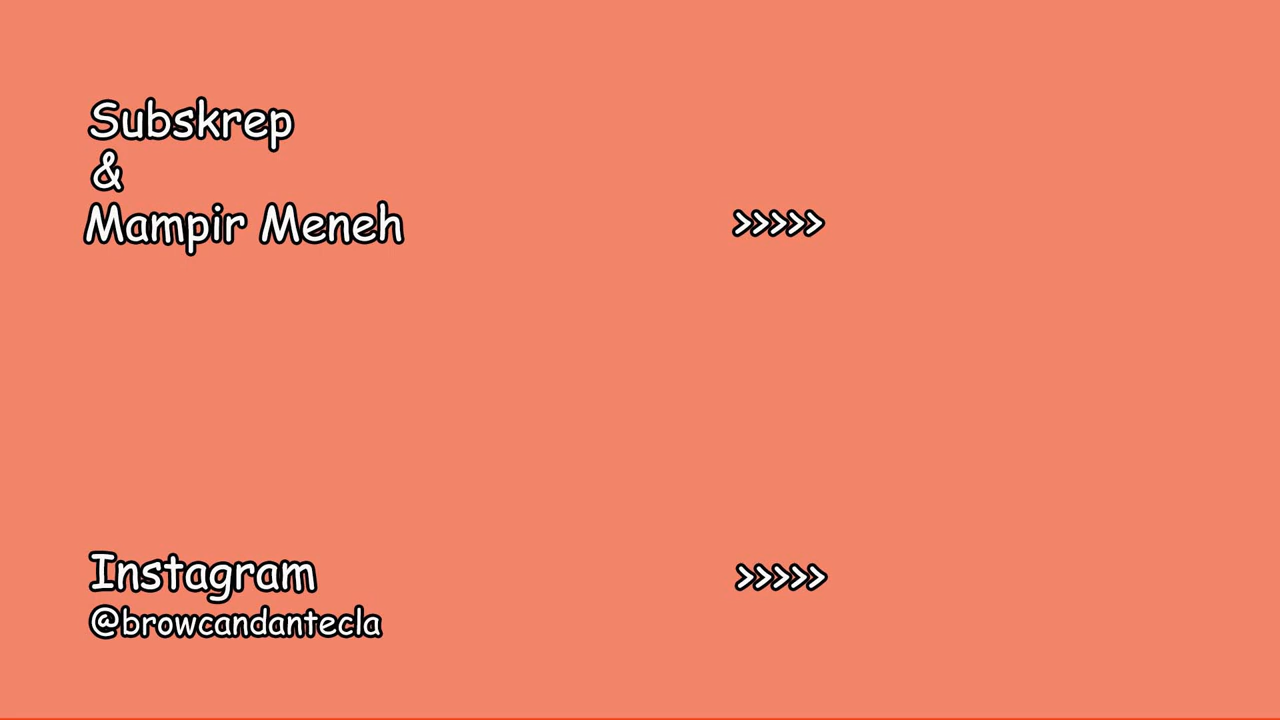 Subskrep
&
Mampir Meneh
>>>>>
Instagram
>>>>>
@browcandantecla